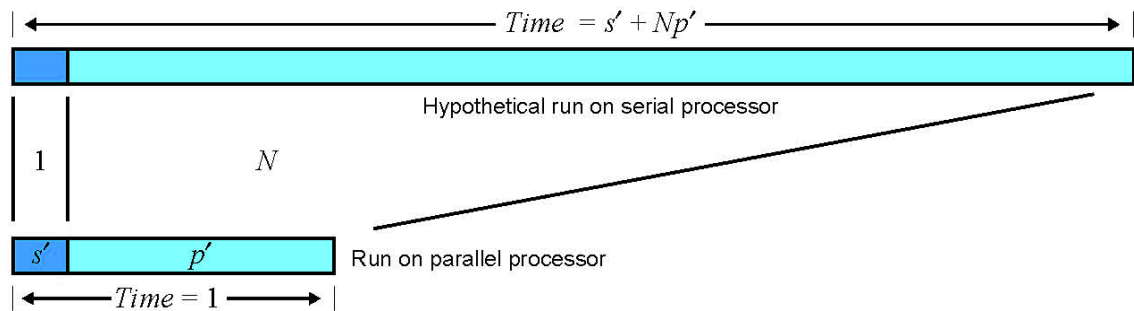 Time = s′ + Np′
Hypothetical run on serial processor
1
N
s′
p′
Run on parallel processor
Time = 1